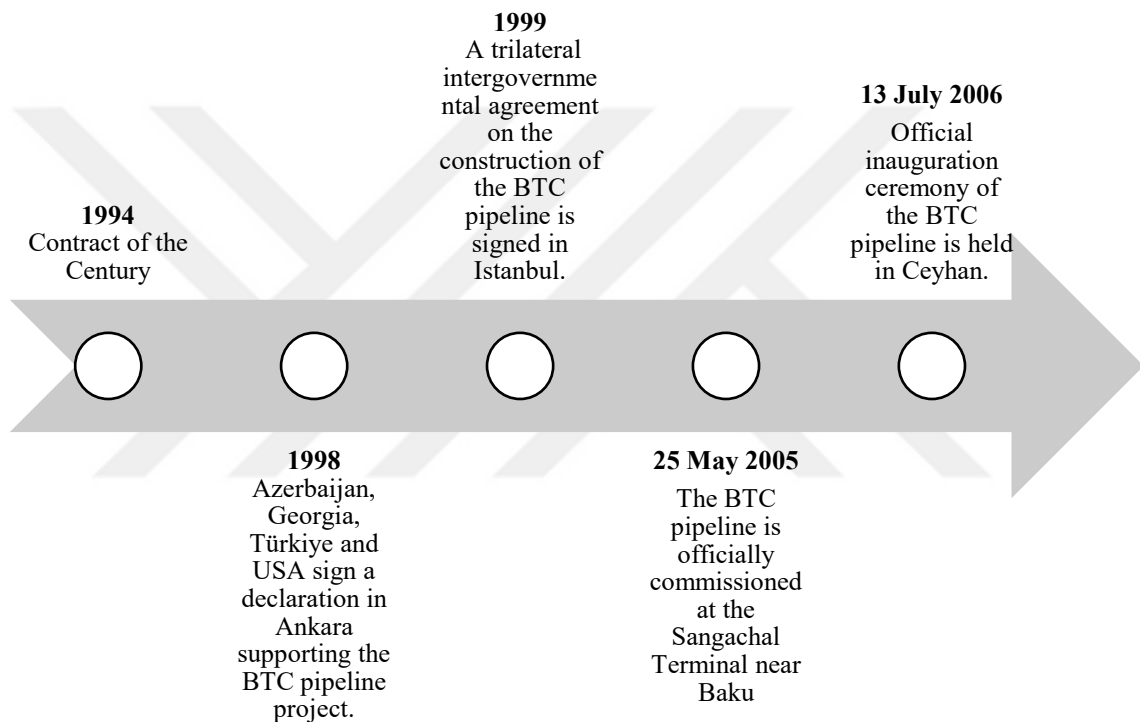 1994
Contract of the
Century
1998
Azerbaijan,
Georgia,
Türkiye and
USA sign a
declaration in
Ankara
supporting the
BTC pipeline
project.
1999
A trilateral
intergovernme
ntal agreement
on the
construction of
the BTC
pipeline is
signed in
Istanbul.
25 May 2005
The BTC
pipeline is
officially
commissioned
at the
Sangachal
Terminal near
Baku
13 July 2006
Official
inauguration
ceremony of
the BTC
pipeline is held
in Ceyhan.